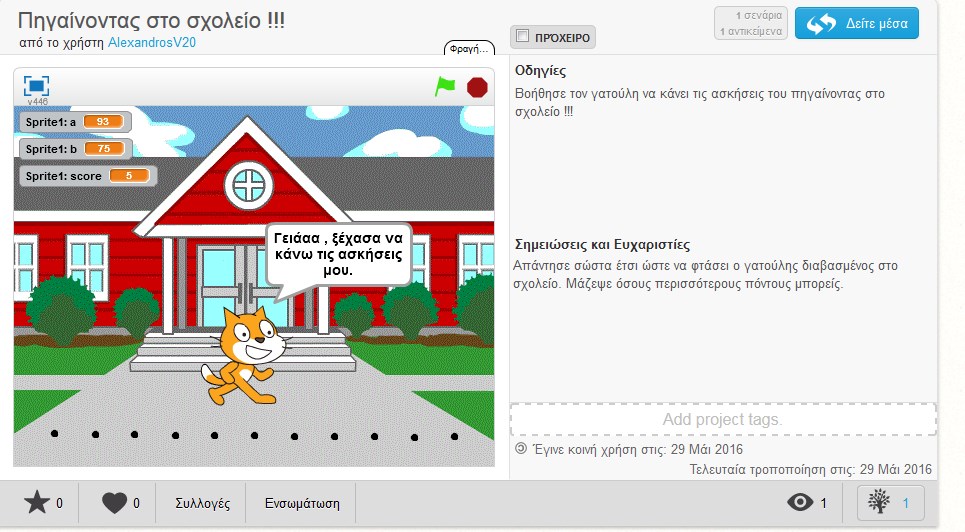 Πηγαίνοντας στο σχολείο !!!
από το χρήστη AlexandrosV20
Φραγή...
ΠΡΟΧΕΙΡΟ
1 σενάρια
1 αντικείμενα
Δείτε μέσα
v446
Sprite1: a 93
Sprite1: b 75
Sprite1: score 5
Γειάαα , ξέχασα να
κάνω τις ασκήσεις
μου.
Οδηγίες
Βοήθησε τον γατούλη να κάνει τις ασκήσεις του πηγαίνοντας στο
σχολείο !!!
Σημειώσεις και Ευχαριστίες
Απάντησε σώστα έτσι ώστε να φτάσει ο γατούλης διαβασμένος στο
σχολείο. Μάζεψε όσους περισσότερους πόντους μπορείς.
Add project tags.
Έγινε κοινή χρήση στις: 29 Μάι 2016
Τελευταία τροποποίηση στις: 29 Μάι 2016
0
0
Συλλογές
Ενσωμάτωση
1
1